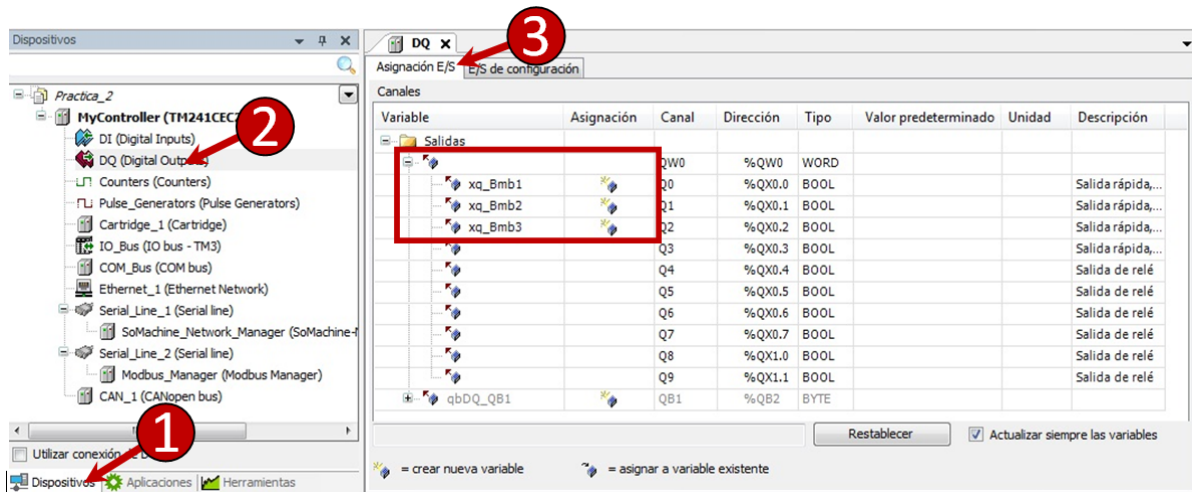 Dispositivos
Practica_2
MyController (TM241CEC2
DI (Digital Inputs)
DQ (Digital Outputs)
Counters (Counters)
Pulse_Generators (Pulse Generators)
Cartridge_1 (Cartridge)
IO_Bus (IO bus - TM3)
COM_Bus (COM bus)
Ethernet_1 (Ethernet Network)
Serial_Line_1 (Serial line)
SoMachine_Network_Manager (SoMachine-
Serial_Line_2 (Serial line)
Modbus_Manager (Modbus Manager)
CAN_1 (CANopen bus)
Utilizar conexión
Dispositivos Aplicaciones Herramientas
1
2
3
DQ X
Asignación E/S E/S de configuración
Canales
Variable Asignación Canal Dirección Tipo Valor predeterminado Unidad Descripción
Salidas
QW0 %QW0 WORD
xq_Bmb1 Q0 %QX0.0 BOOL Salida rápida,...
xq_Bmb2 Q1 %QX0.1 BOOL Salida rápida,...
xq_Bmb3 Q2 %QX0.2 BOOL Salida rápida,...
Q3 %QX0.3 BOOL Salida rápida,...
Q4 %QX0.4 BOOL Salida de relé
Q5 %QX0.5 BOOL Salida de relé
Q6 %QX0.6 BOOL Salida de relé
Q7 %QX0.7 BOOL Salida de relé
Q8 %QX1.0 BOOL Salida de relé
Q9 %QX1.1 BOOL Salida de relé
qbDQ_QB1 QB1 %QB2 BYTE
Restablecer Actualizar siempre las variables
= crear nueva variable = asignar a variable existente